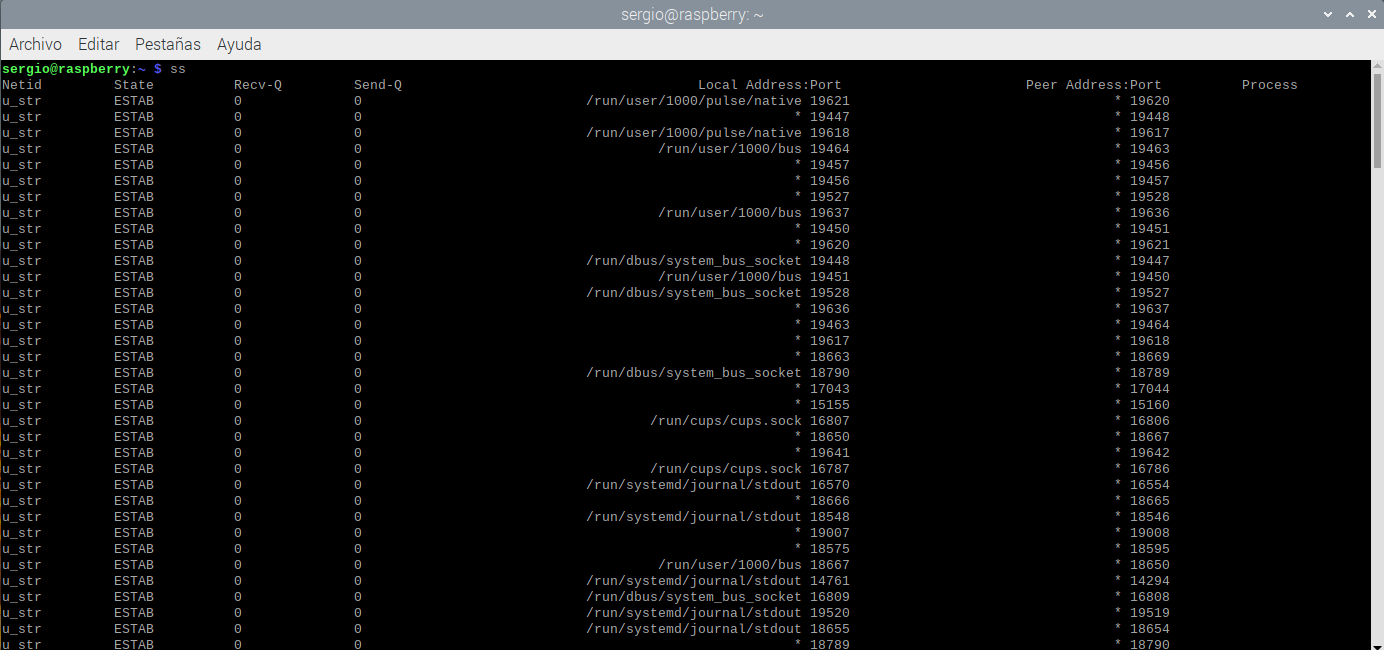 sergio@raspberry: ~
Archivo Editar Pestañas Ayuda
sergio@raspberry:~ $ ss
Netid State Recv-Q Send-Q Local Address:Port Peer Address:Port Process
u_str ESTAB 0 0 /run/user/1000/pulse/native 19621 * 19620
u_str ESTAB 0 0 * 19447 * 19448
u_str ESTAB 0 0 /run/user/1000/pulse/native 19618 * 19617
u_str ESTAB 0 0 /run/user/1000/bus 19464 * 19463
u_str ESTAB 0 0 * 19457 * 19456
u_str ESTAB 0 0 * 19456 * 19457
u_str ESTAB 0 0 * 19527 * 19528
u_str ESTAB 0 0 /run/user/1000/bus 19637 * 19636
u_str ESTAB 0 0 * 19450 * 19451
u_str ESTAB 0 0 * 19620 * 19621
u_str ESTAB 0 0 /run/dbus/system_bus_socket 19448 * 19447
u_str ESTAB 0 0 /run/user/1000/bus 19451 * 19450
u_str ESTAB 0 0 /run/dbus/system_bus_socket 19528 * 19527
u_str ESTAB 0 0 * 19636 * 19637
u_str ESTAB 0 0 * 19463 * 19464
u_str ESTAB 0 0 * 19617 * 19618
u_str ESTAB 0 0 * 18663 * 18669
u_str ESTAB 0 0 /run/dbus/system_bus_socket 18790 * 18789
u_str ESTAB 0 0 * 17043 * 17044
u_str ESTAB 0 0 * 15155 * 15160
u_str ESTAB 0 0 /run/cups/cups.sock 16807 * 16806
u_str ESTAB 0 0 * 18650 * 18667
u_str ESTAB 0 0 * 19641 * 19642
u_str ESTAB 0 0 /run/cups/cups.sock 16787 * 16786
u_str ESTAB 0 0 /run/systemd/journal/stdout 16570 * 16554
u_str ESTAB 0 0 * 18666 * 18665
u_str ESTAB 0 0 /run/systemd/journal/stdout 18548 * 18546
u_str ESTAB 0 0 * 19007 * 19008
u_str ESTAB 0 0 * 18575 * 18595
u_str ESTAB 0 0 /run/user/1000/bus 18667 * 18650
u_str ESTAB 0 0 /run/systemd/journal/stdout 14761 * 14294
u_str ESTAB 0 0 /run/dbus/system_bus_socket 16809 * 16808
u_str ESTAB 0 0 /run/systemd/journal/stdout 19520 * 19519
u_str ESTAB 0 0 /run/systemd/journal/stdout 18655 * 18654
u_str ESTAB 0 0 * 18789 * 18790